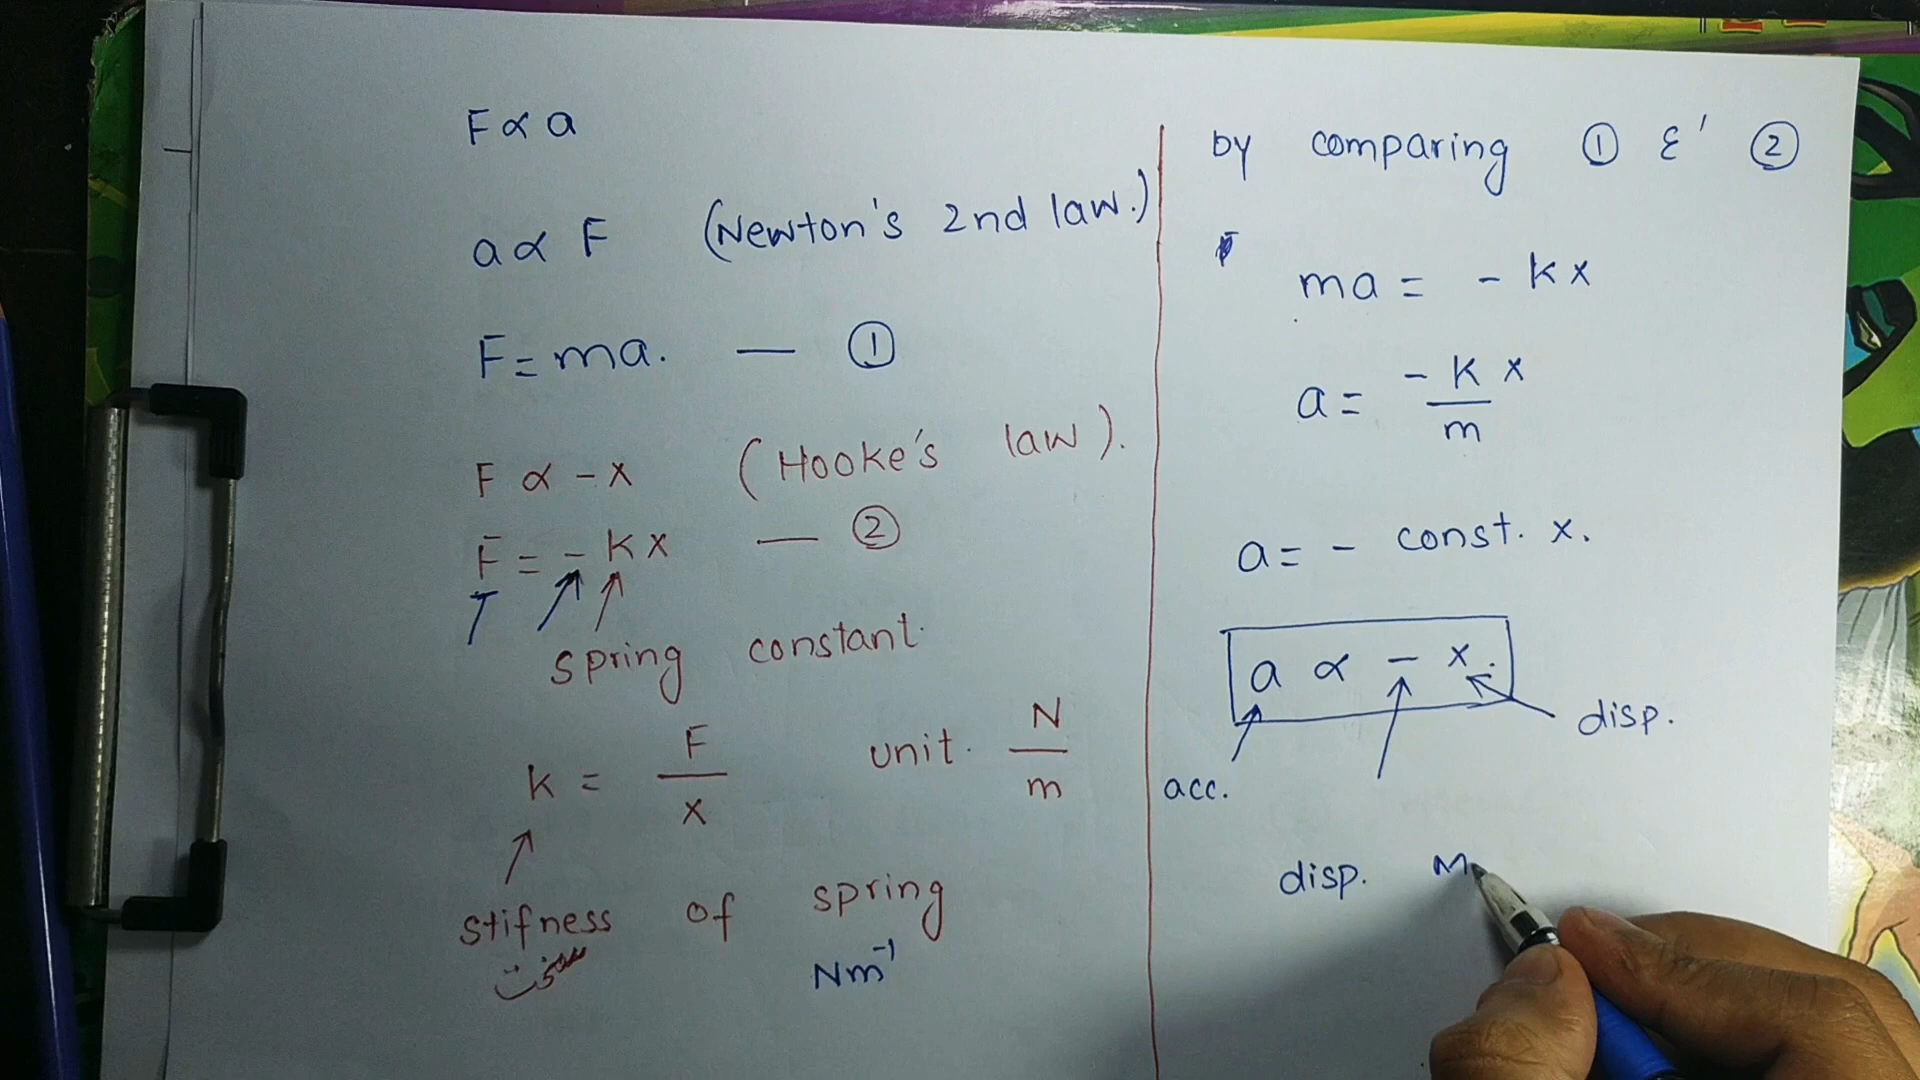 F ∝ a
a ∝ F (Newton's 2nd law.)
F = ma. — ①
F ∝ - x (Hooke's law).
F = - kx — ②
spring constant.
k = F/x unit. N/m
stifness of spring
سخت
Nm⁻¹
by comparing ① & ②
ma = - kx
a = - k/m x
a = - const. x.
a ∝ - x.
disp.
acc.
disp. M